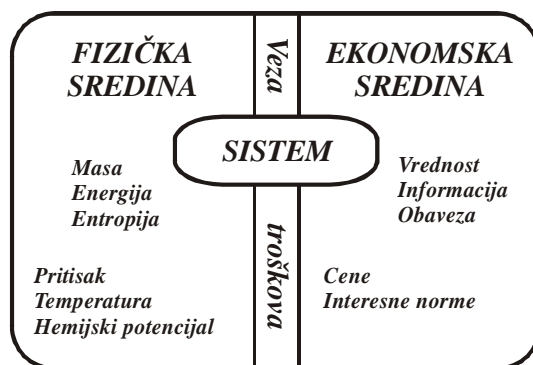 FIZIČKA
SREDINA
Veza
EKONOMSKA
SREDINA
SISTEM
Masa
Energija
Entropija
Vrednost
Informacija
Obaveza
troškova
Pritisak
Temperatura
Hemijski potencijal
Cene
Interesne norme